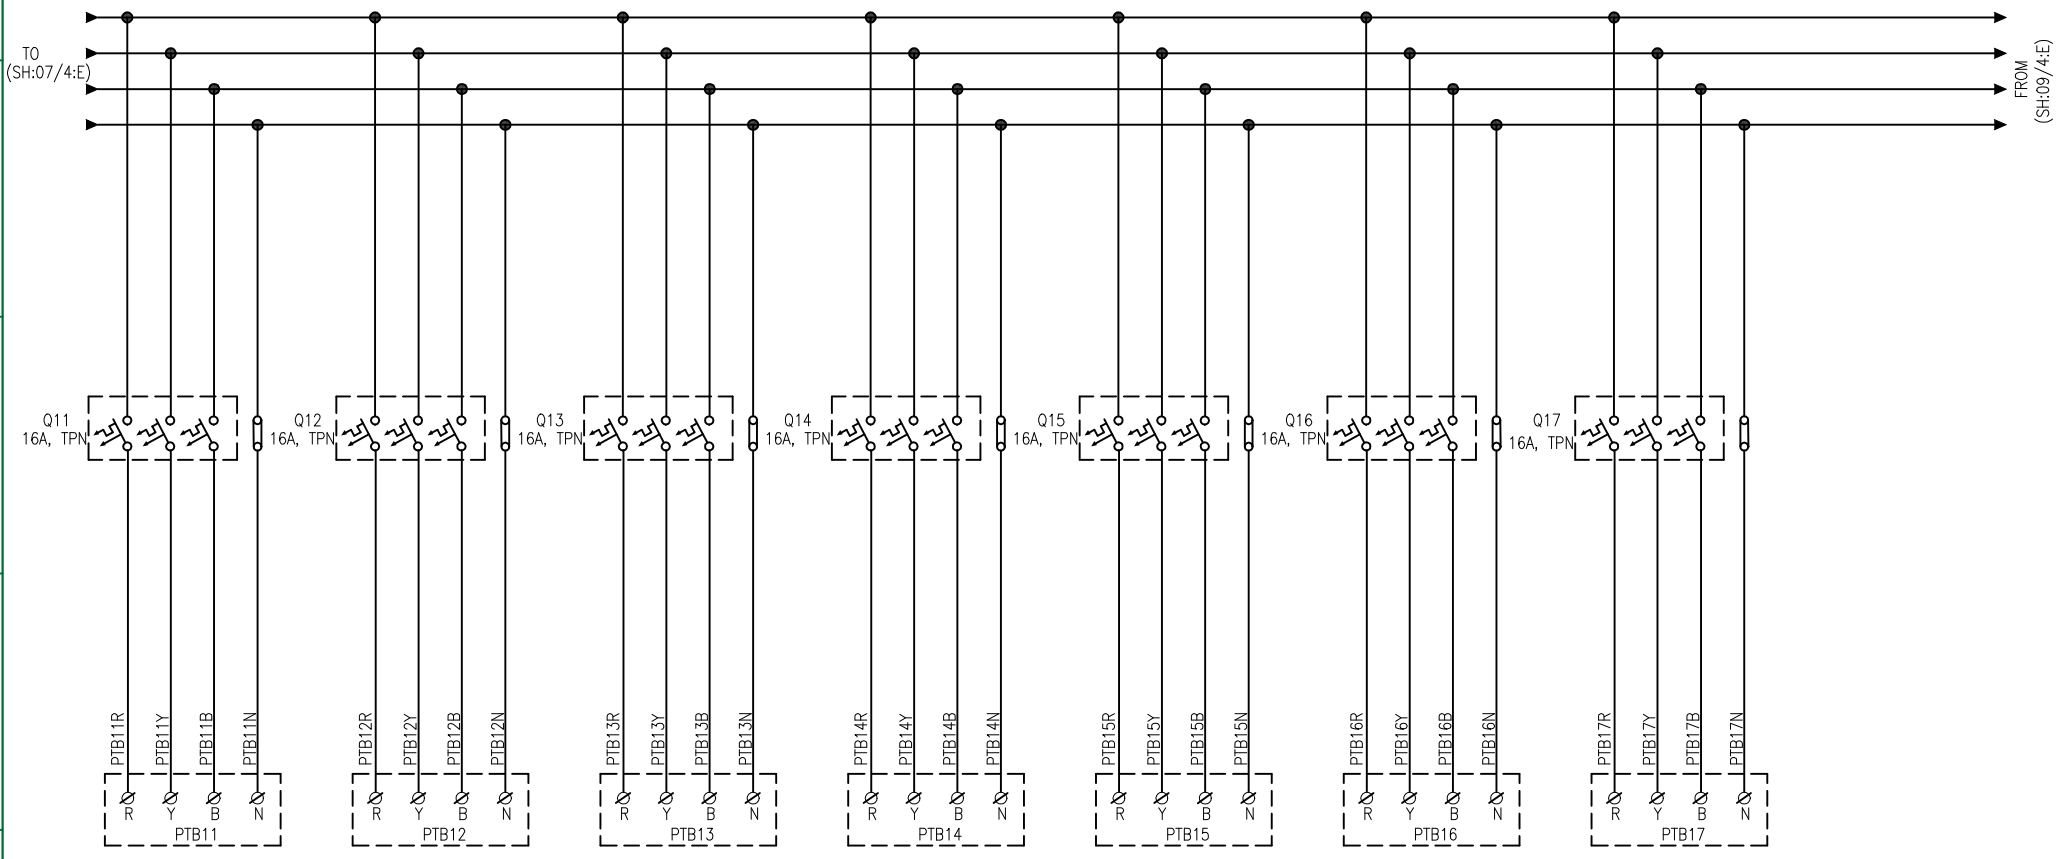 TO
(SH:07/4:E)
FROM
(SH:09/4:E)
Q11
16A, TPN
Q12
16A, TPN
Q13
16A, TPN
Q14
16A, TPN
Q15
16A, TPN
Q16
16A, TPN
Q17
16A, TPN
PTB11R
PTB11Y
PTB11B
PTB11N
PTB12R
PTB12Y
PTB12B
PTB12N
PTB13R
PTB13Y
PTB13B
PTB13N
PTB14R
PTB14Y
PTB14B
PTB14N
PTB15R
PTB15Y
PTB15B
PTB15N
PTB16R
PTB16Y
PTB16B
PTB16N
PTB17R
PTB17Y
PTB17B
PTB17N
R Y B N
PTB11
R Y B N
PTB12
R Y B N
PTB13
R Y B N
PTB14
R Y B N
PTB15
R Y B N
PTB16
R Y B N
PTB17